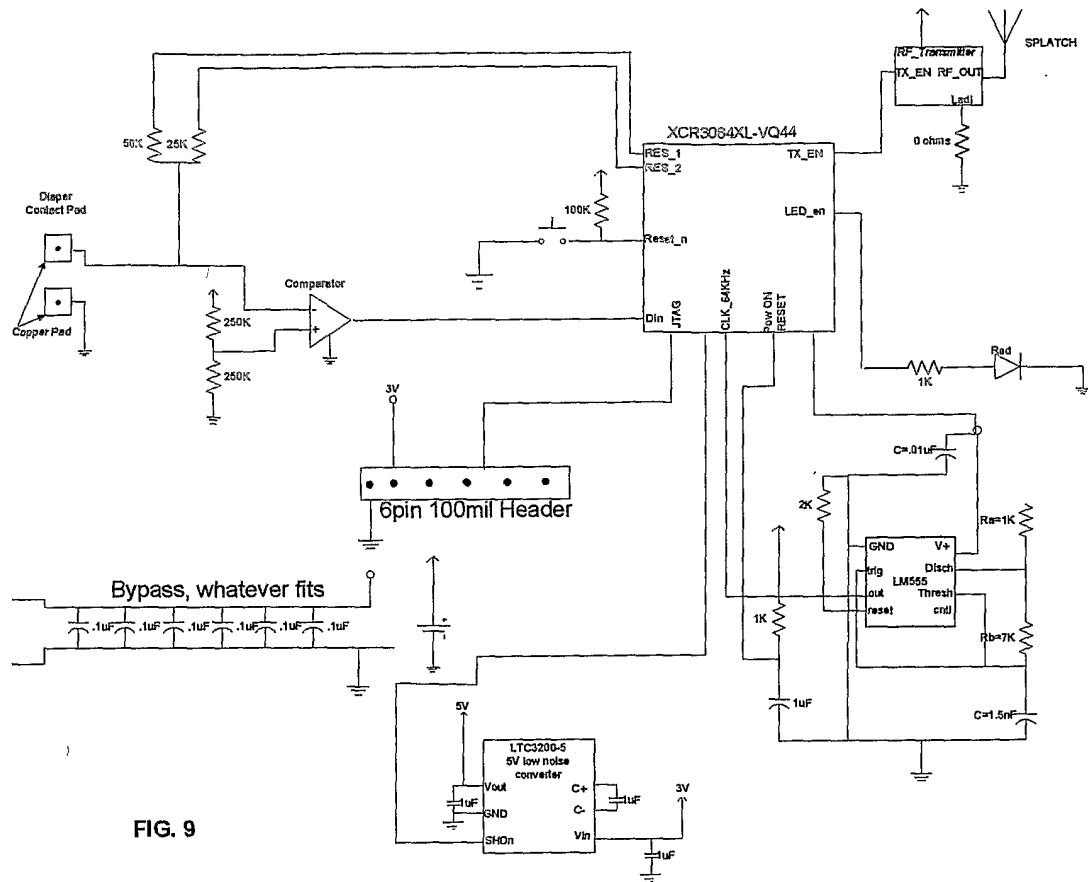 RF_Transmitter
TX_EN RF_OUT
Ladj
SPLATCH
0 ohms
50K
25K
XCR3064XL-VQ44
RES_1
RES_2
TX_EN
LED_en
Reset_n
Din
JTAG
CLK_64KHz
Pow ON
RESET
100K
Diaper
Contact Pad
Copper Pad
Comparator
-
+
250K
250K
1K
Red
3V
6pin 100mil Header
C=.01uF
2K
Ra=1K
GND
V+
trig
Disch
LM555
out
Thresh
reset
cntl
Rb=7K
1K
1uF
C=1.5nF
Bypass, whatever fits
.1uF .1uF .1uF .1uF .1uF .1uF
+
-
5V
LTC3200-5
5V low noise
converter
Vout
C+
1uF
1uF
GND
C-
SHDn
Vin
3V
1uF
FIG. 9